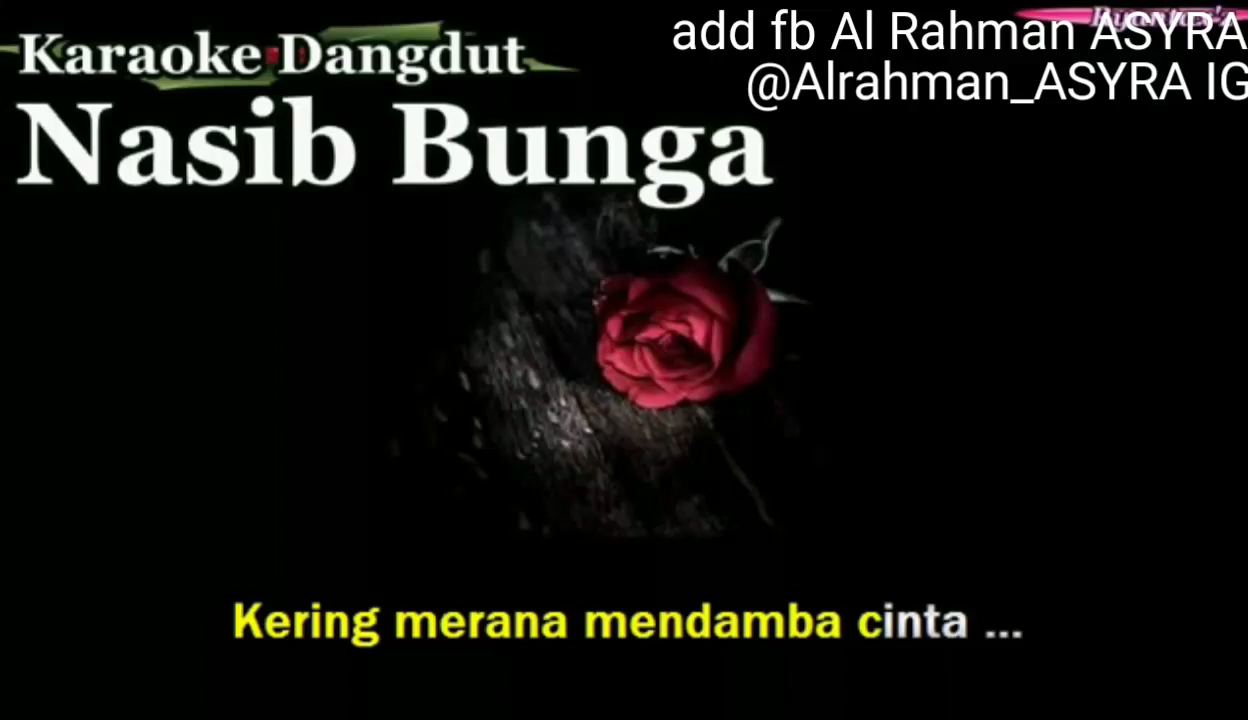 Karaoke Dangdut
Nasib Bunga
add fb Al Rahman ASYRA
@Alrahman_ASYRA IG
Kering merana mendamba cinta ...